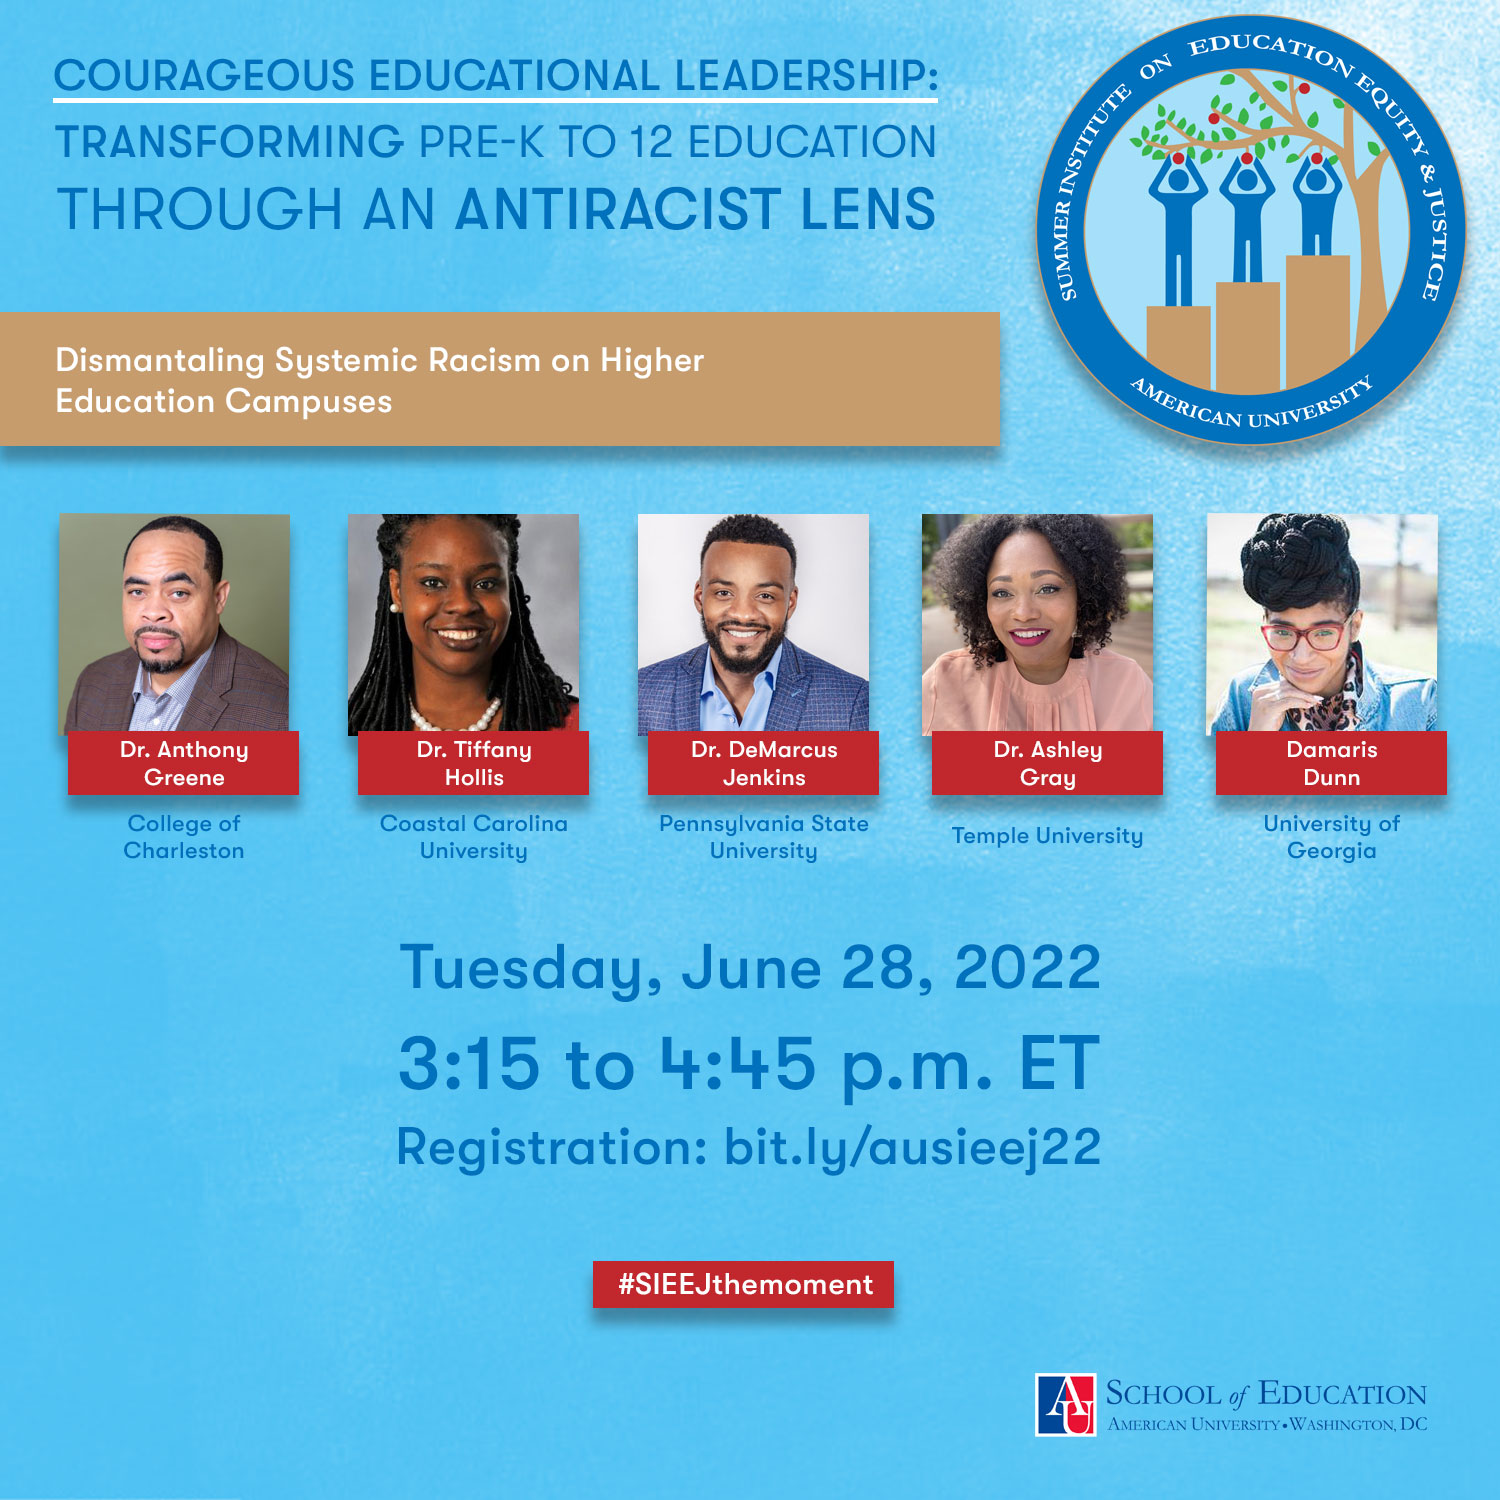 COURAGEOUS EDUCATIONAL LEADERSHIP:
TRANSFORMING PRE-K TO 12 EDUCATION
THROUGH AN ANTIRACIST LENS
SUMMER INSTITUTE ON EDUCATION EQUITY & JUSTICE
AMERICAN UNIVERSITY
Dismantaling Systemic Racism on Higher
Education Campuses
Dr. Anthony
Greene
College of
Charleston
Dr. Tiffany
Hollis
Coastal Carolina
University
Dr. DeMarcus
Jenkins
Pennsylvania State
University
Dr. Ashley
Gray
Temple University
Damaris
Dunn
University of
Georgia
Tuesday, June 28, 2022
3:15 to 4:45 p.m. ET
Registration: bit.ly/ausieej22
#SIEEJthemoment
AU
SCHOOL of EDUCATION
AMERICAN UNIVERSITY • WASHINGTON, DC